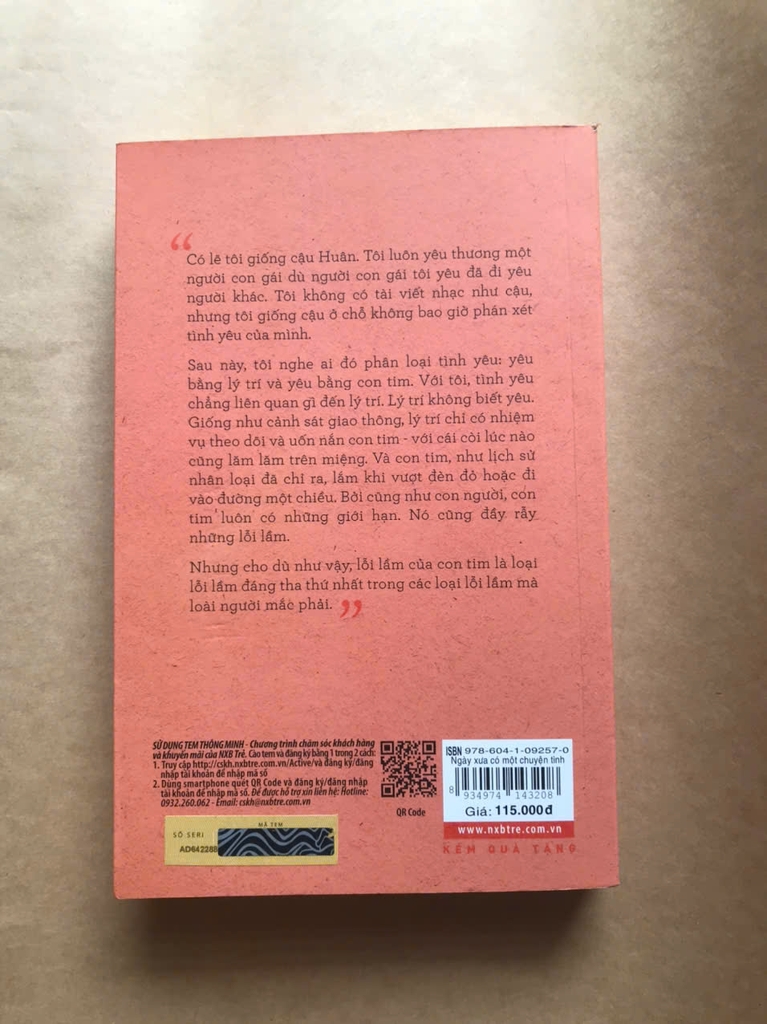 “
Có lẽ tôi giống cậu Huân. Tôi luôn yêu thương một
người con gái dù người con gái tôi yêu đã đi yêu
người khác. Tôi không có tài viết nhạc như cậu,
nhưng tôi giống cậu ở chỗ không bao giờ phán xét
tình yêu của mình.
Sau này, tôi nghe ai đó phân loại tình yêu: yêu
bằng lý trí và yêu bằng con tim. Với tôi, tình yêu
chẳng liên quan gì đến lý trí. Lý trí không biết yêu.
Giống như cảnh sát giao thông, lý trí chỉ có nhiệm
vụ theo dõi và uốn nắn con tim - với cái còi lúc nào
cũng lăm lăm trên miệng. Và con tim, như lịch sử
nhân loại đã chỉ ra, lắm khi vượt đèn đỏ hoặc đi
vào đường một chiều. Bởi cũng như con người, con
tim luôn có những giới hạn. Nó cũng đầy rẫy
những lỗi lầm.
Nhưng cho dù như vậy, lỗi lầm của con tim là loại
lỗi lầm đáng tha thứ nhất trong các loại lỗi lầm mà
loài người mắc phải. ”
SỬ DỤNG TEM THÔNG MINH - Chương trình chăm sóc khách hàng
và khuyến mãi của NXB Trẻ. Cào tem và đăng ký bằng 1 trong 2 cách:
1. Truy cập http://cskh.nxbtre.com.vn/Active/và đăng ký/đăng
nhập tài khoản để nhập mã số
2. Dùng smartphone quét QR Code và đăng ký/đăng nhập
tài khoản để nhập mã số. Để được hỗ trợ xin liên hệ: Hotline:
0932.260.062 - Email: cskh@nxbtre.com.vn
QR Code
MÃ TEM
SỐ SERI
AD642288
ISBN 978-604-1-09257-0
Ngày xưa có một chuyện tình
8 934974 143208
Giá: 115.000đ
www.nxbtre.com.vn
KÈM QUÀ TẶNG